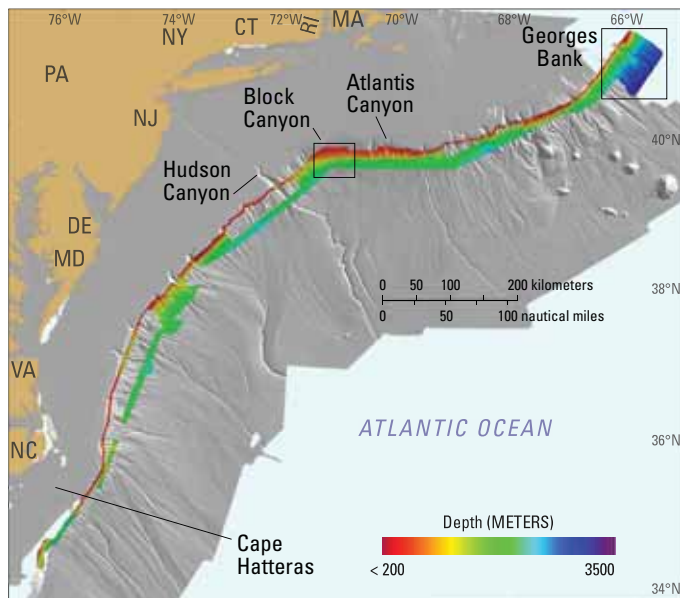 76°W 74°W 72°W 70°W 68°W 66°W
NY CT RI MA
Georges
Bank
PA
Atlantis
Canyon
Block
Canyon
NJ
40°N
Hudson
Canyon
DE
MD
0 50 100 200 kilometers
0 50 100 nautical miles
38°N
VA
ATLANTIC OCEAN
36°N
NC
Depth (METERS)
Cape
Hatteras
< 200 3500
34°N